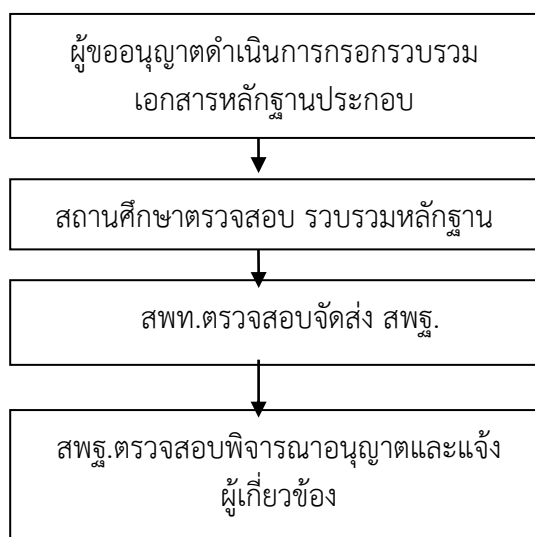 ผู้ขออนุญาตดำเนินการกรอกรวบรวม
เอกสารหลักฐานประกอบ
สถานศึกษาตรวจสอบ รวบรวมหลักฐาน
สพท.ตรวจสอบจัดส่ง สพฐ.
สพฐ.ตรวจสอบพิจารณาอนุญาตและแจ้ง
ผู้เกี่ยวข้อง